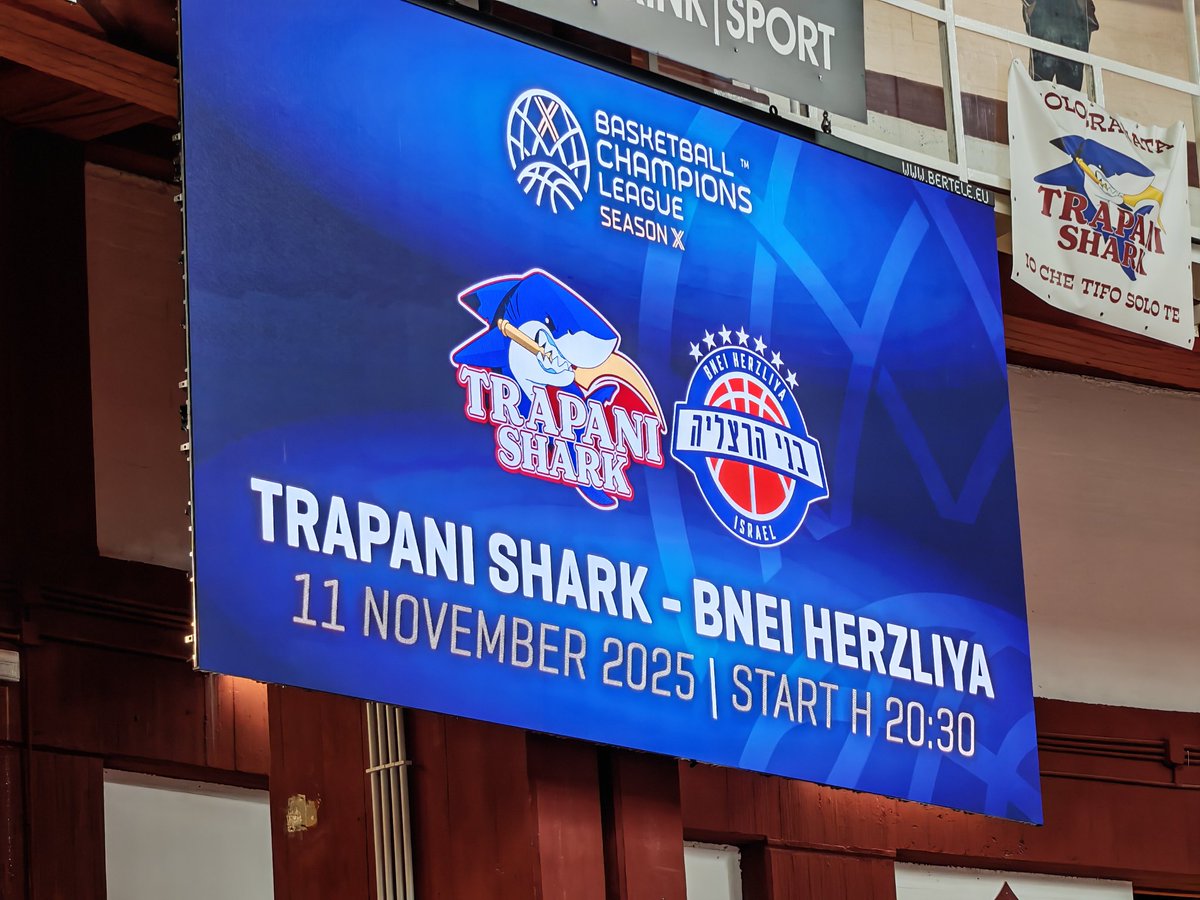 SPORT
WWW.BERTELE.EU
BASKETBALL™
CHAMPIONS
LEAGUE
SEASON X
TRAPANI
SHARK
BNEI HERZLIYA
בני הרצליה
ISRAEL
TRAPANI SHARK - BNEI HERZLIYA
11 NOVEMBER 2025 | START H 20:30
TRAPANI
SHARK
IO CHE TIFO SOLO TE